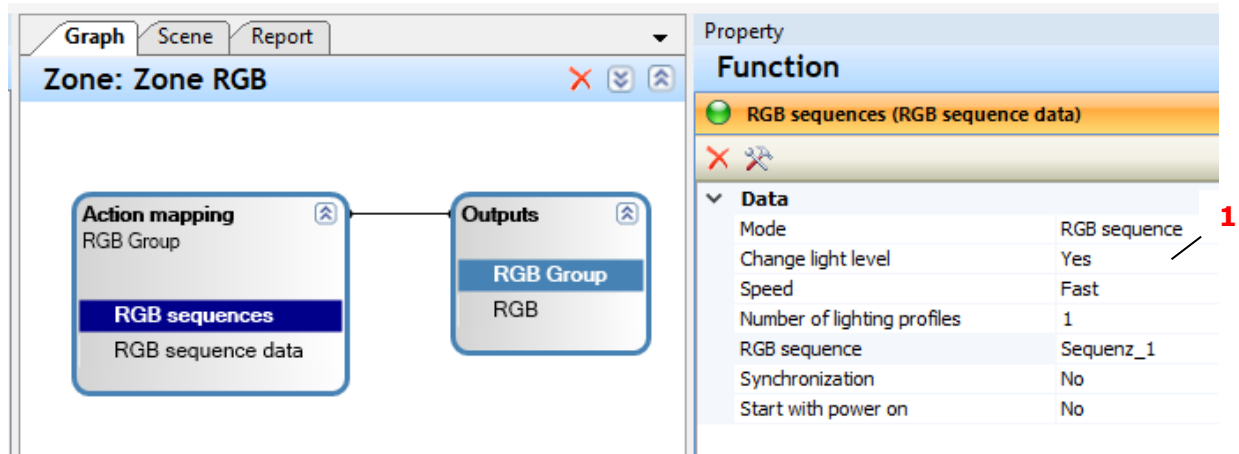 Graph Scene Report
Zone: Zone RGB
Action mapping
RGB Group
RGB sequences
RGB sequence data
Outputs
RGB Group
RGB
Property
Function
RGB sequences (RGB sequence data)
Data
Mode RGB sequence
Change light level Yes
Speed Fast
Number of lighting profiles 1
RGB sequence Sequenz_1
Synchronization No
Start with power on No
1